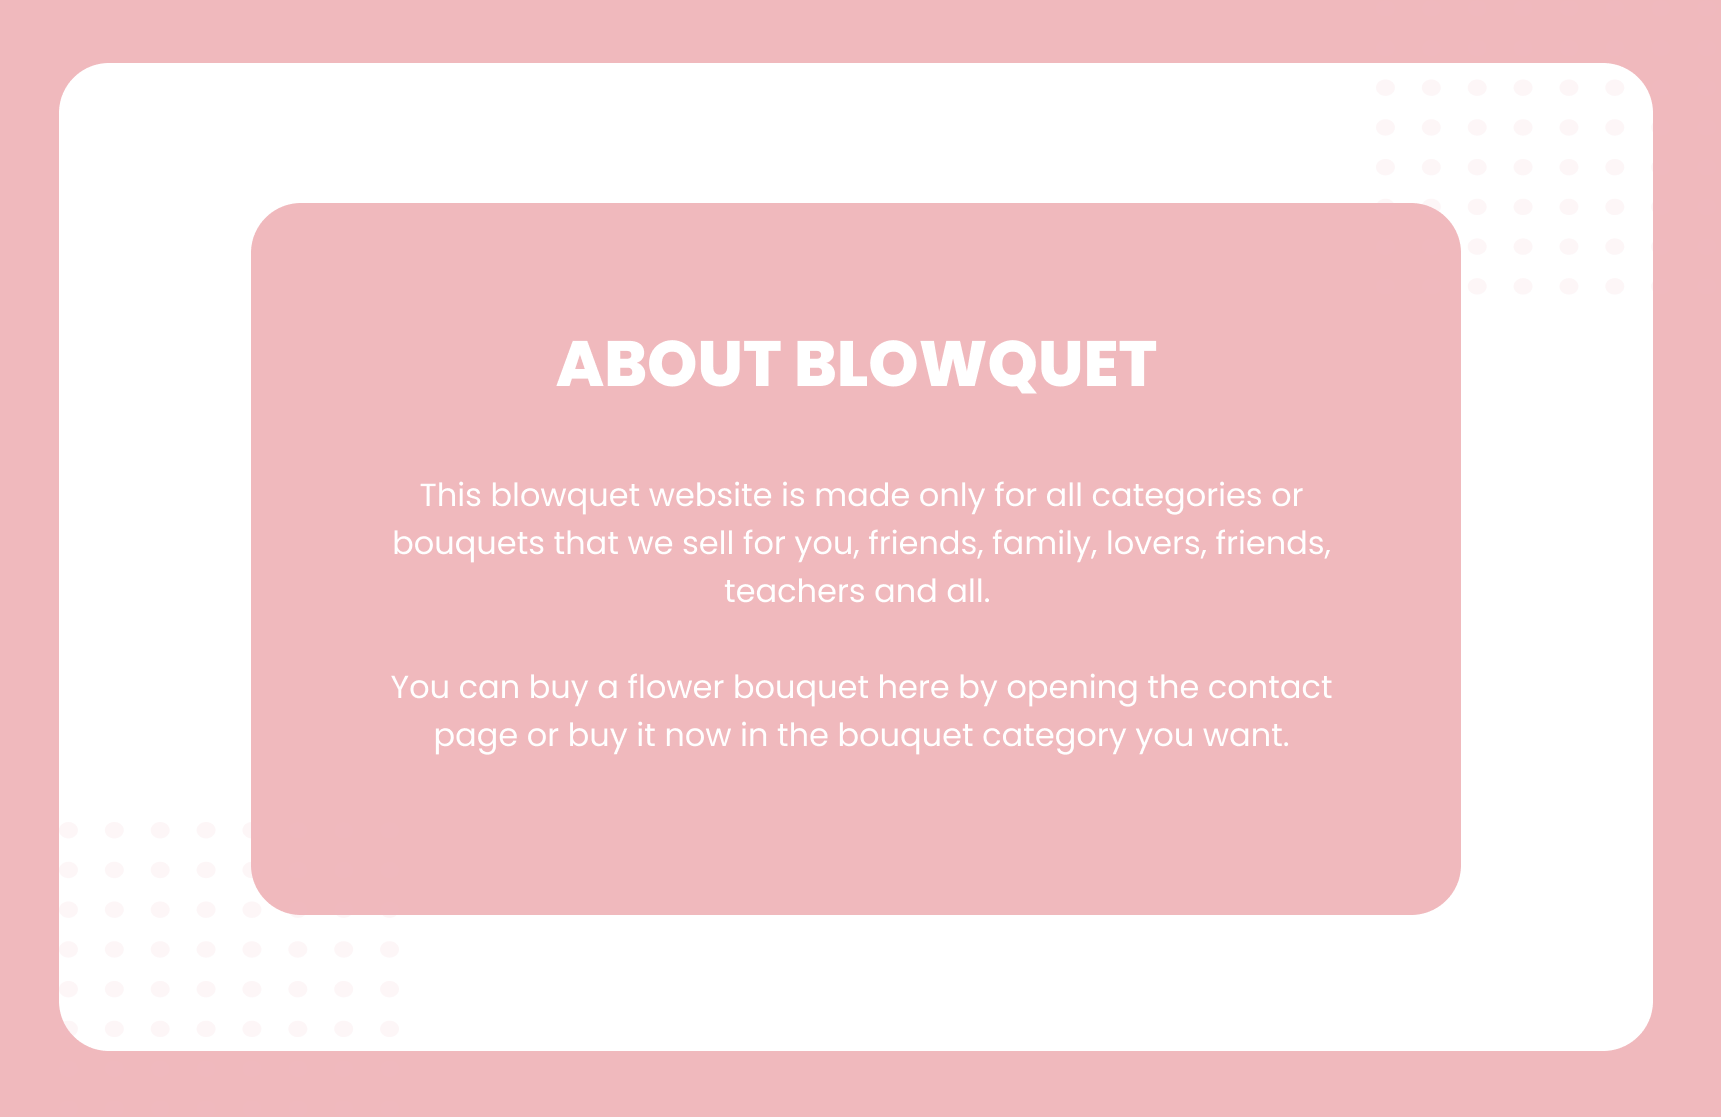 ABOUT BLOWQUET
This blowquet website is made only for all categories or
bouquets that we sell for you, friends, family, lovers, friends,
teachers and all.
You can buy a flower bouquet here by opening the contact
page or buy it now in the bouquet category you want.